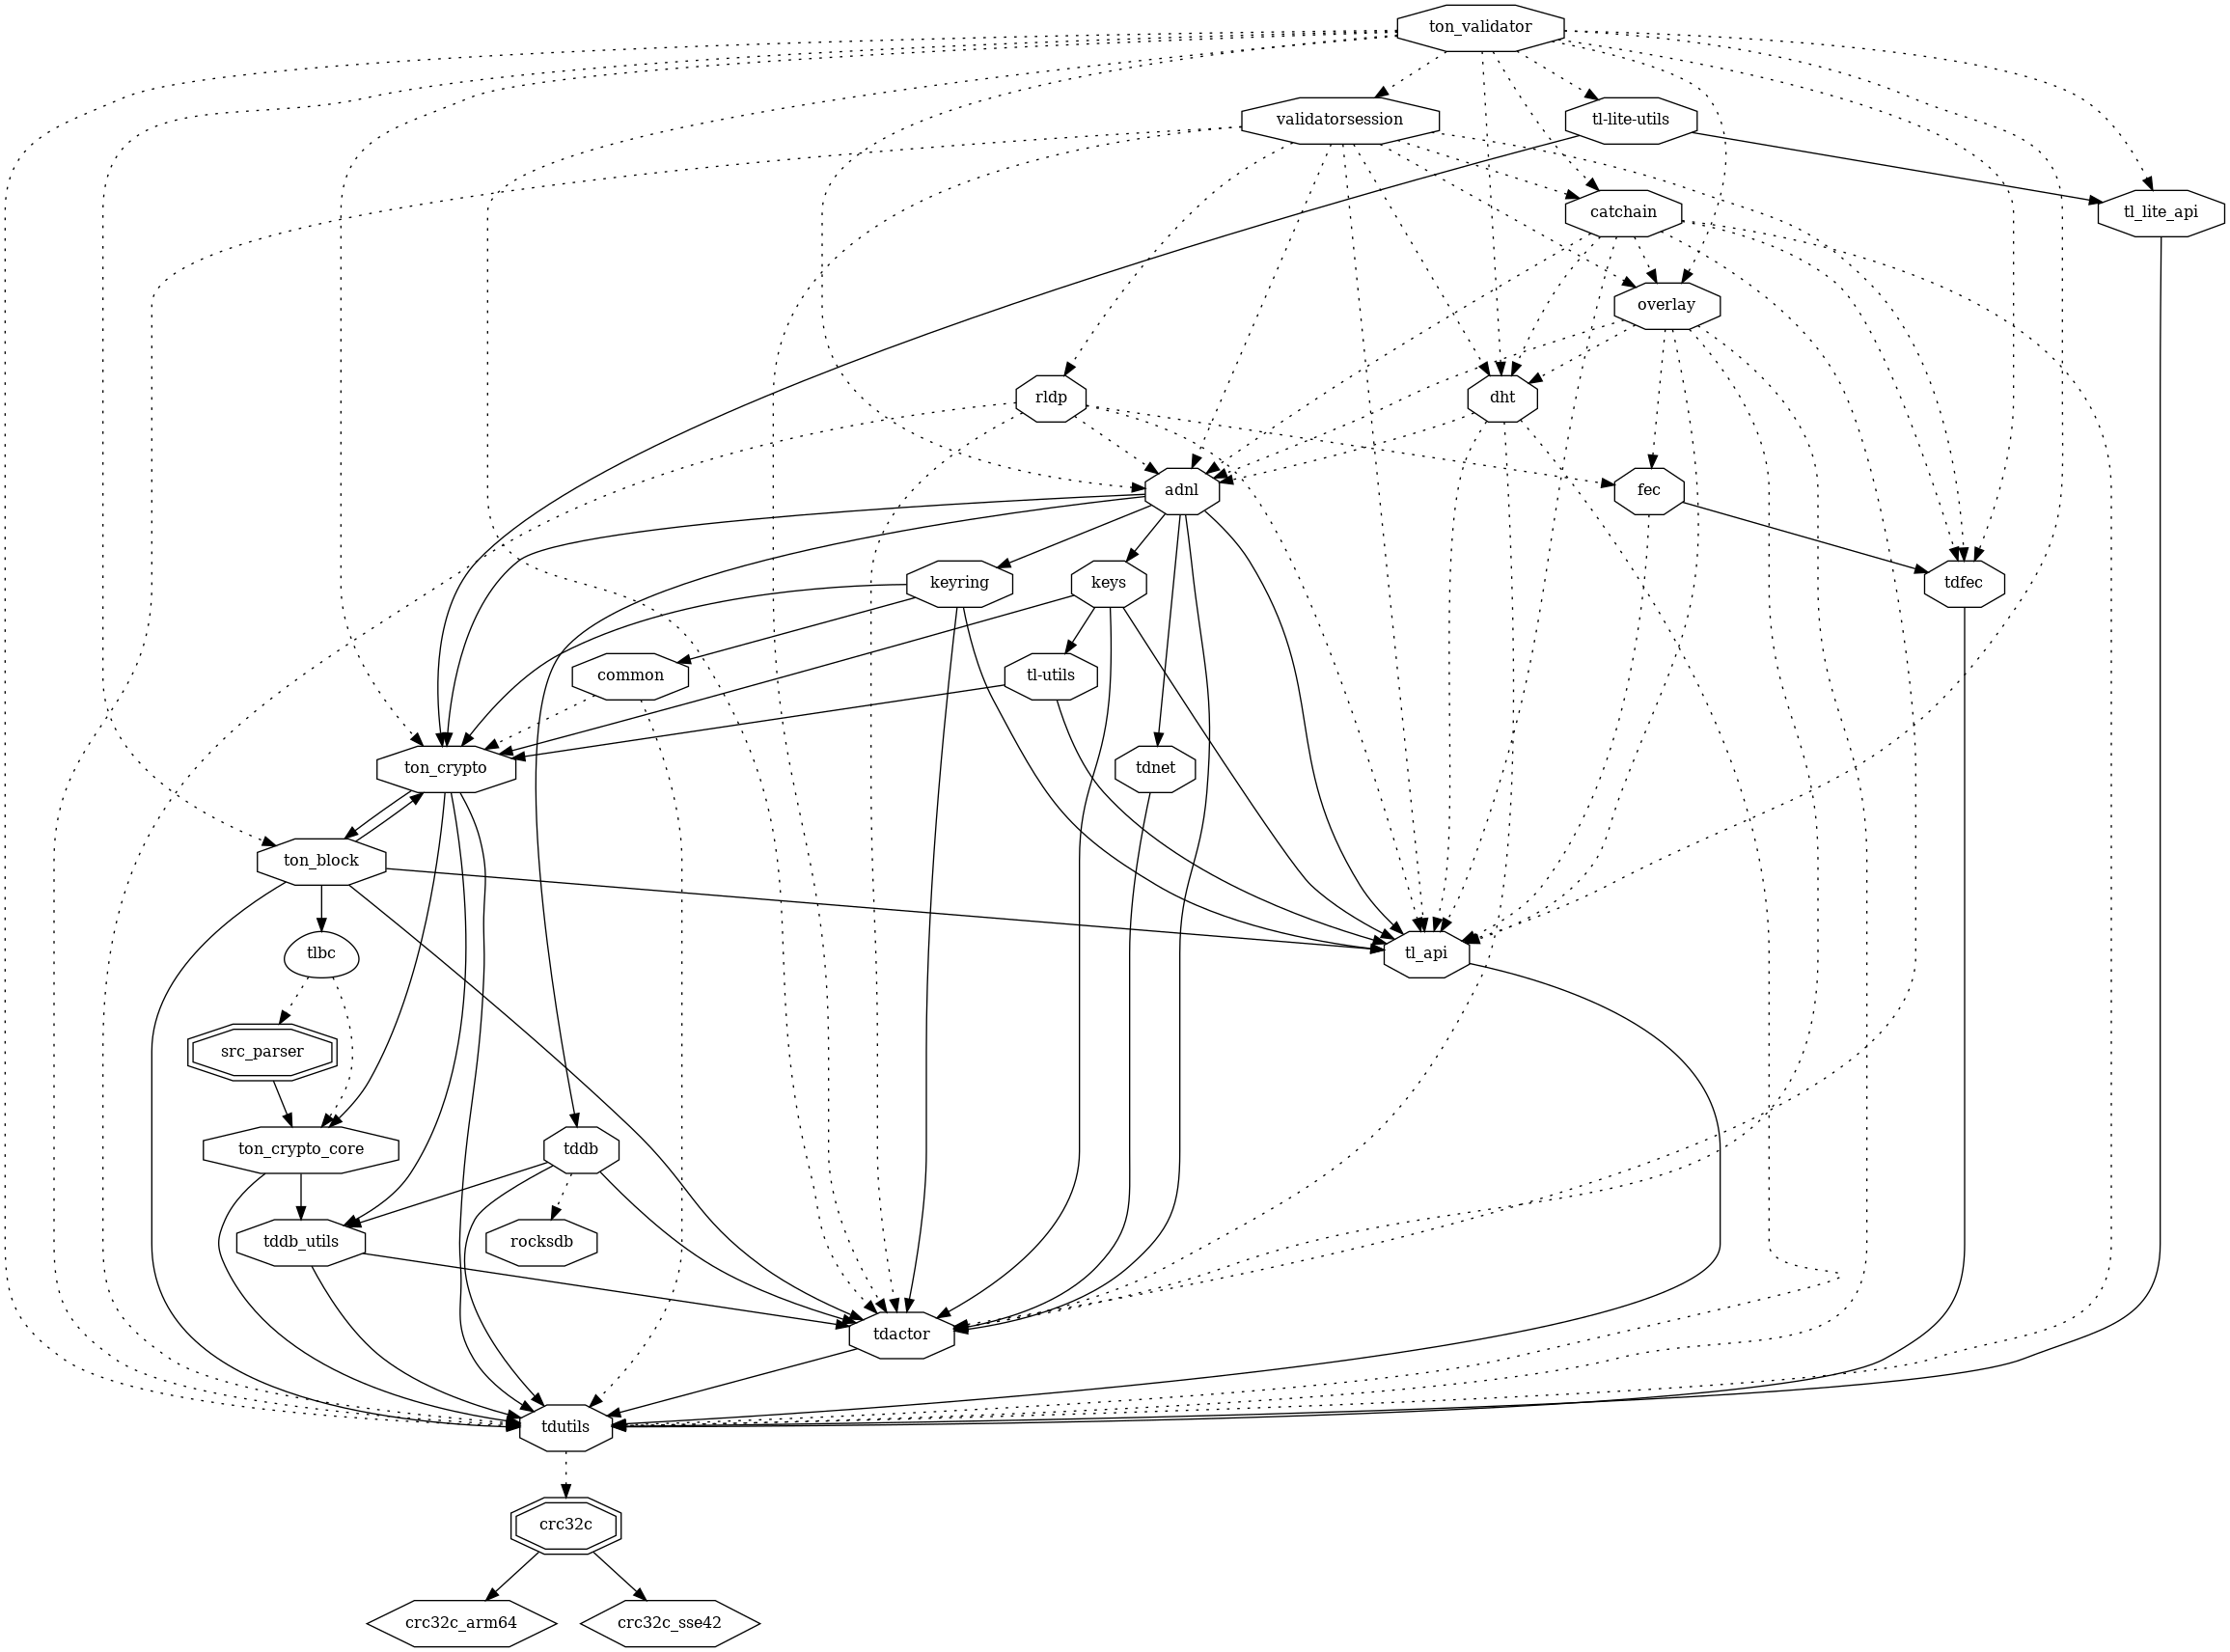 ton_validator
validatorsession
tl-lite-utils
catchain
tl_lite_api
overlay
rldp
dht
adnl
fec
keyring
keys
tdfec
common
tl-utils
ton_crypto
tdnet
ton_block
tlbc
tl_api
src_parser
ton_crypto_core
tddb
tddb_utils
rocksdb
tdactor
tdutils
crc32c
crc32c_arm64
crc32c_sse42